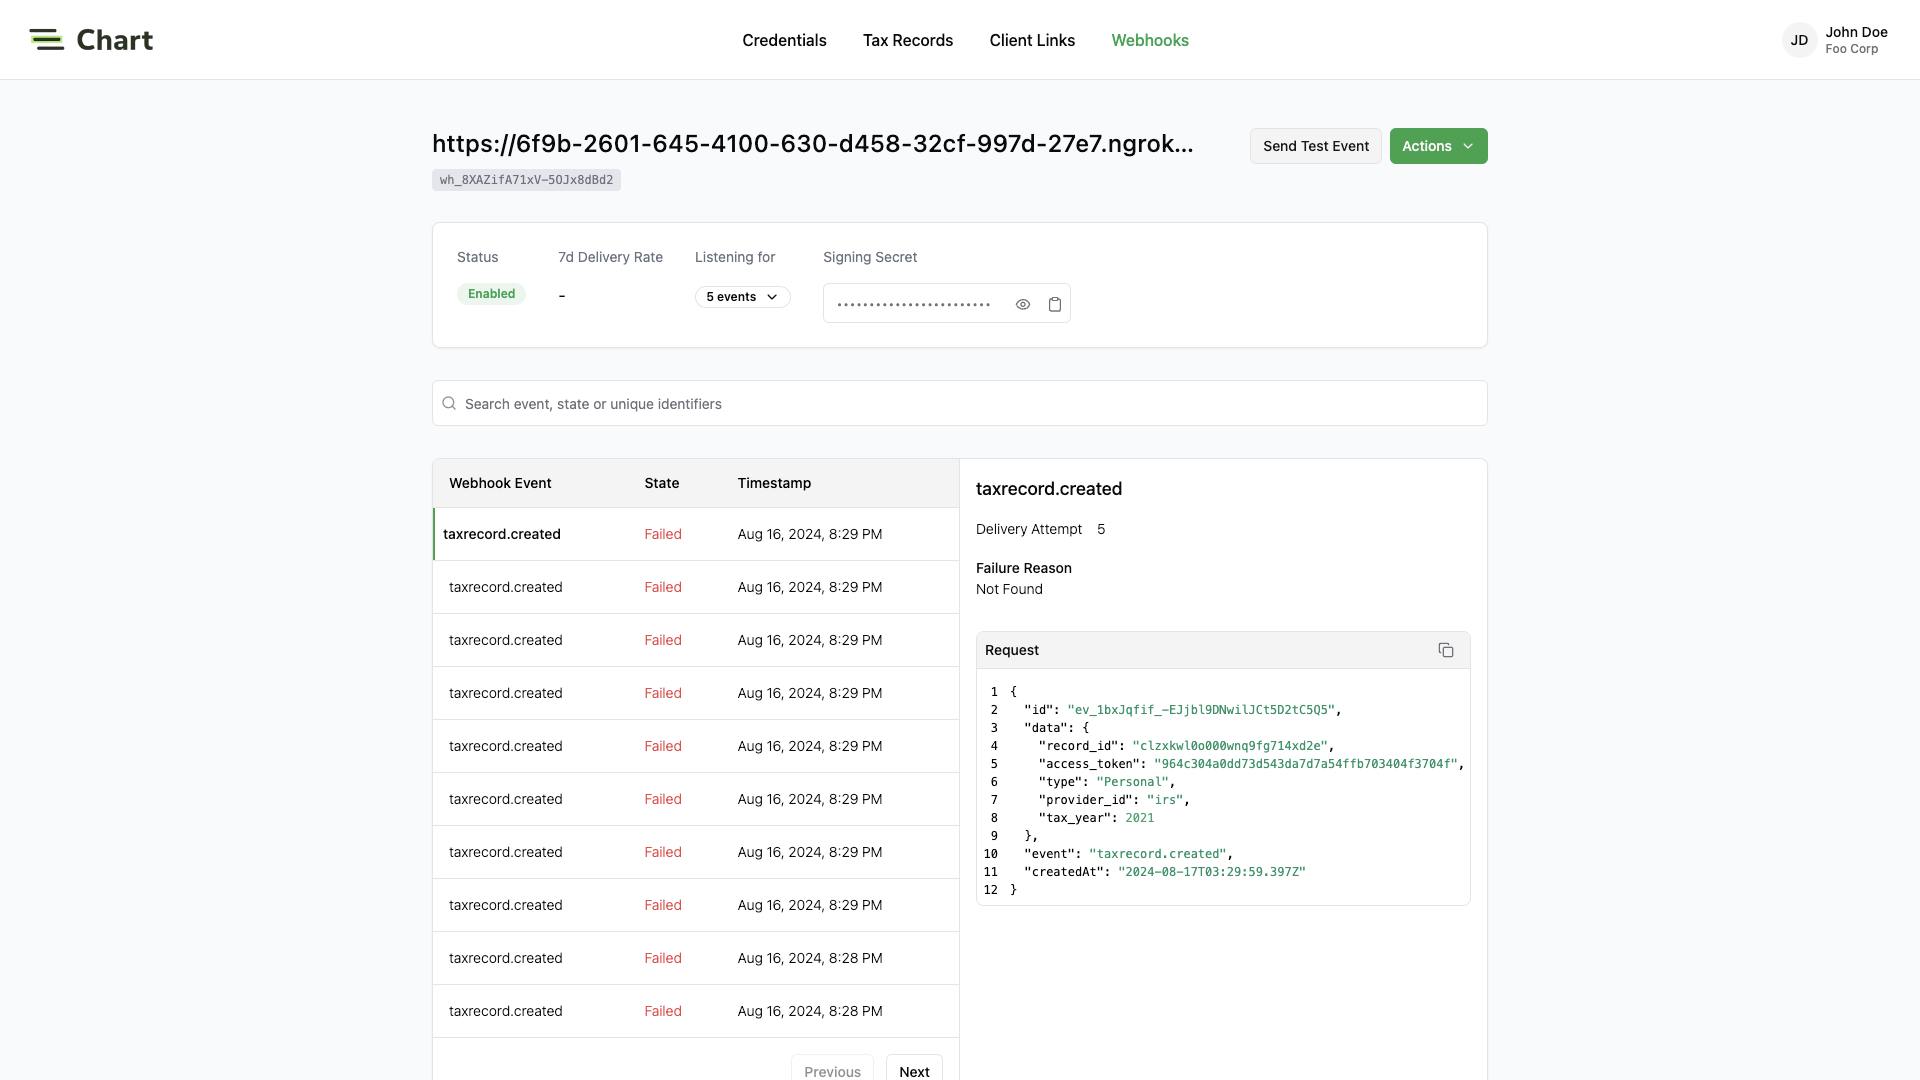 Chart
Credentials Tax Records Client Links Webhooks
JD John Doe
Foo Corp
https://6f9b-2601-645-4100-630-d458-32cf-997d-27e7.ngrok...
Send Test Event Actions
wh_8XAZifA71xV-5OJx8dBd2
Status 7d Delivery Rate Listening for Signing Secret
Enabled - 5 events ························
Search event, state or unique identifiers
Webhook Event State Timestamp
taxrecord.created Failed Aug 16, 2024, 8:29 PM
taxrecord.created Failed Aug 16, 2024, 8:29 PM
taxrecord.created Failed Aug 16, 2024, 8:29 PM
taxrecord.created Failed Aug 16, 2024, 8:29 PM
taxrecord.created Failed Aug 16, 2024, 8:29 PM
taxrecord.created Failed Aug 16, 2024, 8:29 PM
taxrecord.created Failed Aug 16, 2024, 8:29 PM
taxrecord.created Failed Aug 16, 2024, 8:29 PM
taxrecord.created Failed Aug 16, 2024, 8:28 PM
taxrecord.created Failed Aug 16, 2024, 8:28 PM
Previous Next
taxrecord.created
Delivery Attempt 5
Failure Reason
Not Found
Request
1 {
2 "id": "ev_1bxJqfif_-EJjbl9DNwilJCt5D2tC5Q5",
3 "data": {
4 "record_id": "clzxkwl0o000wnq9fg714xd2e",
5 "access_token": "964c304a0dd73d543da7d7a54ffb703404f3704f",
6 "type": "Personal",
7 "provider_id": "irs",
8 "tax_year": 2021
9 },
10 "event": "taxrecord.created",
11 "createdAt": "2024-08-17T03:29:59.397Z"
12 }